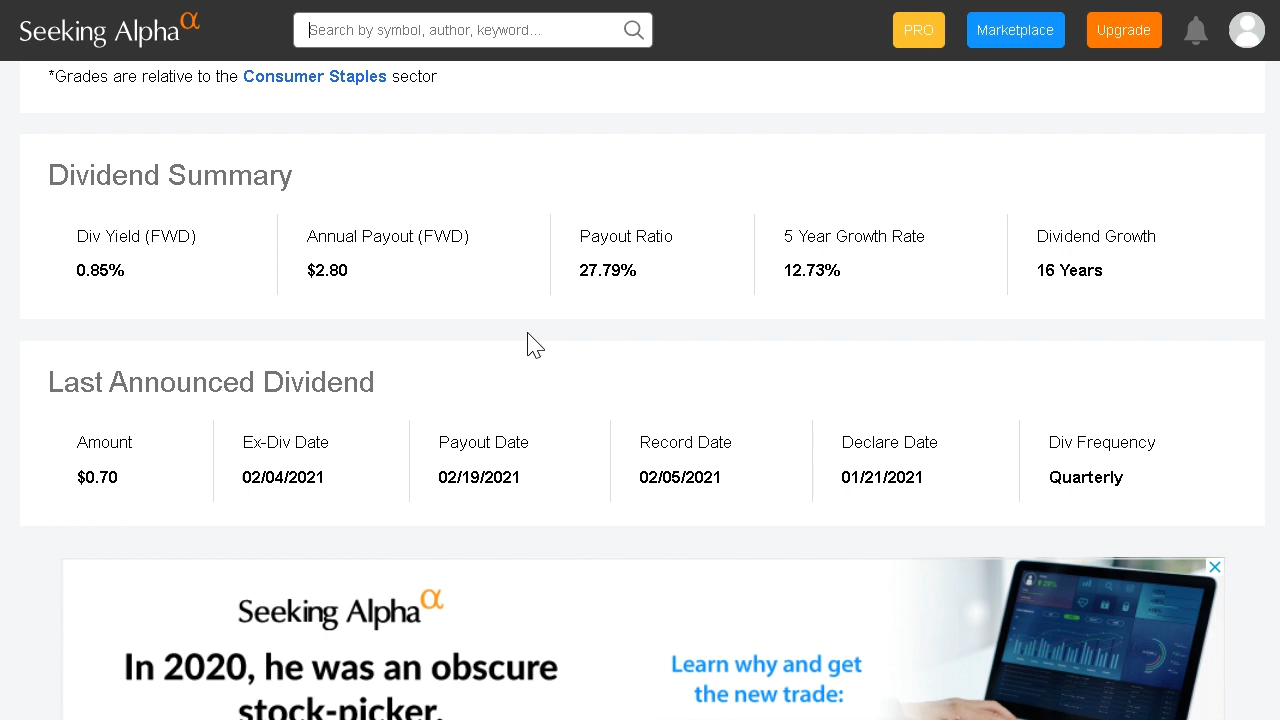 Seeking Alpha α
Search by symbol, author, keyword...
PRO
Marketplace
Upgrade
*Grades are relative to the Consumer Staples sector
Dividend Summary
Div Yield (FWD) Annual Payout (FWD) Payout Ratio 5 Year Growth Rate Dividend Growth
0.85% $2.80 27.79% 12.73% 16 Years
Last Announced Dividend
Amount Ex-Div Date Payout Date Record Date Declare Date Div Frequency
$0.70 02/04/2021 02/19/2021 02/05/2021 01/21/2021 Quarterly
Seeking Alpha α
In 2020, he was an obscure
stock-picker.
Learn why and get
the new trade: